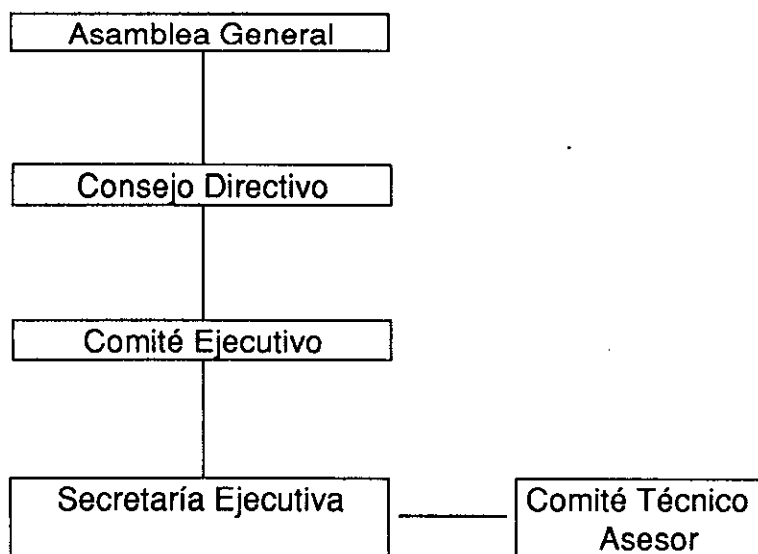 Asamblea General
Consejo Directivo
Comité Ejecutivo
Secretaría Ejecutiva
Comité Técnico
Asesor